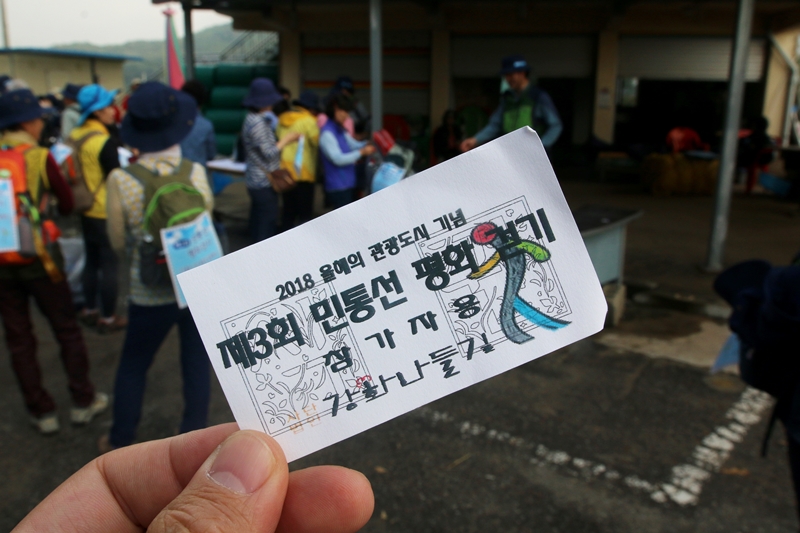 2018 올해의 관광도시 기념
제3회 민통선 평화 걷기
참가자용
강화나들길